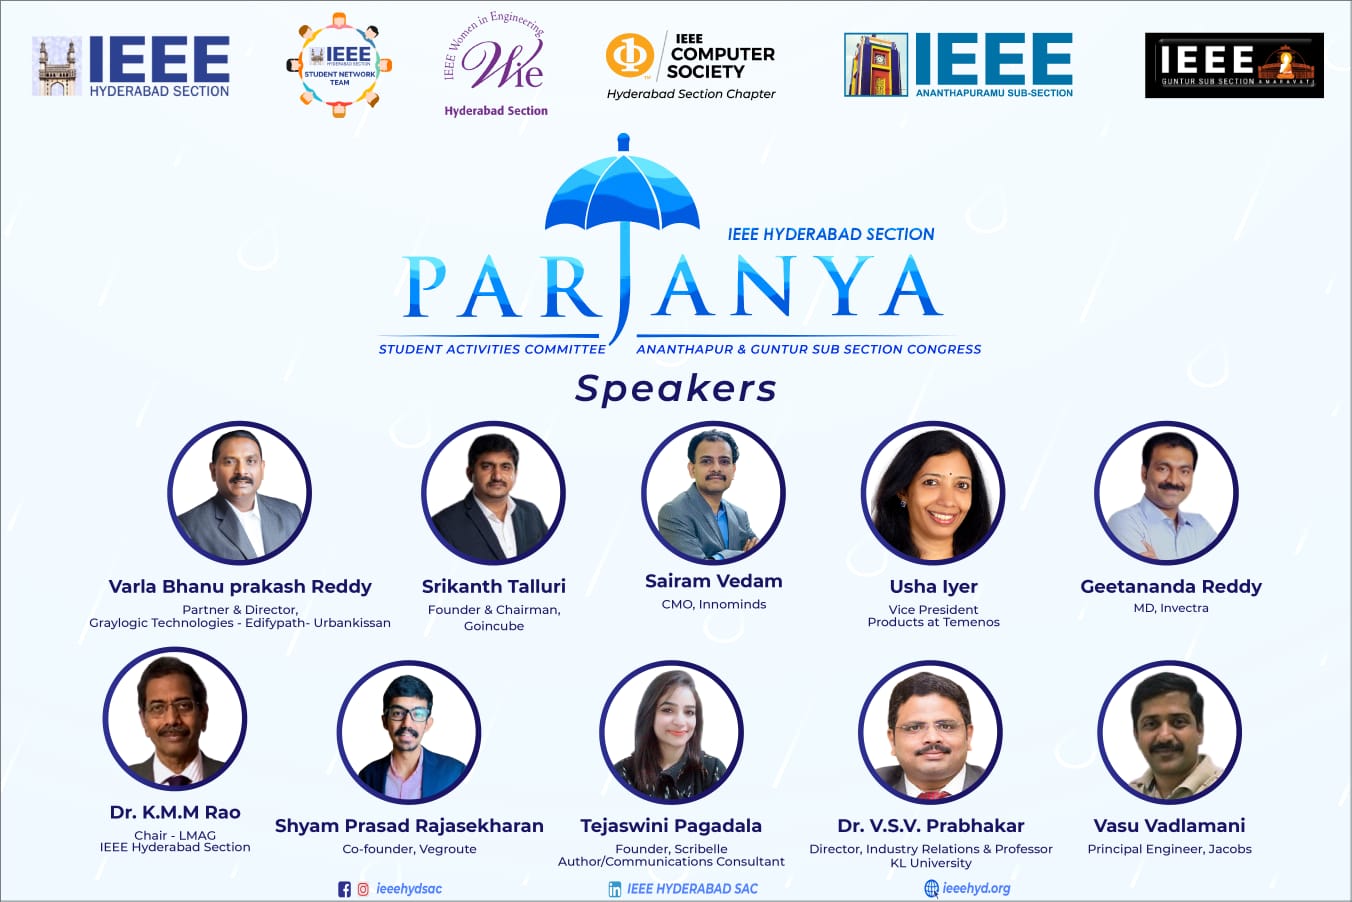 IEEE
HYDERABAD SECTION
IEEE
HYDERABAD SECTION
STUDENT NETWORK
TEAM
IEEE Women in Engineering
WIE
Hyderabad Section
IEEE
COMPUTER
SOCIETY
TM
Hyderabad Section Chapter
IEEE
ANANTHAPURAMU SUB-SECTION
IEEE
GUNTUR SUB SECTION
AMARAVATI
IEEE HYDERABAD SECTION
PARJANYA
STUDENT ACTIVITIES COMMITTEE ANANTHAPUR & GUNTUR SUB SECTION CONGRESS
Speakers
Varla Bhanu prakash Reddy
Partner & Director,
Graylogic Technologies - Edifypath- Urbankissan
Srikanth Talluri
Founder & Chairman,
Goincube
Sairam Vedam
CMO, Innominds
Usha Iyer
Vice President
Products at Temenos
Geetananda Reddy
MD, Invectra
Dr. K.M.M Rao
Chair - LMAG
IEEE Hyderabad Section
Shyam Prasad Rajasekharan
Co-founder, Vegroute
Tejaswini Pagadala
Founder, Scribelle
Author/Communications Consultant
Dr. V.S.V. Prabhakar
Director, Industry Relations & Professor
KL University
Vasu Vadlamani
Principal Engineer, Jacobs
ieeehydsac
IEEE HYDERABAD SAC
ieeehyd.org